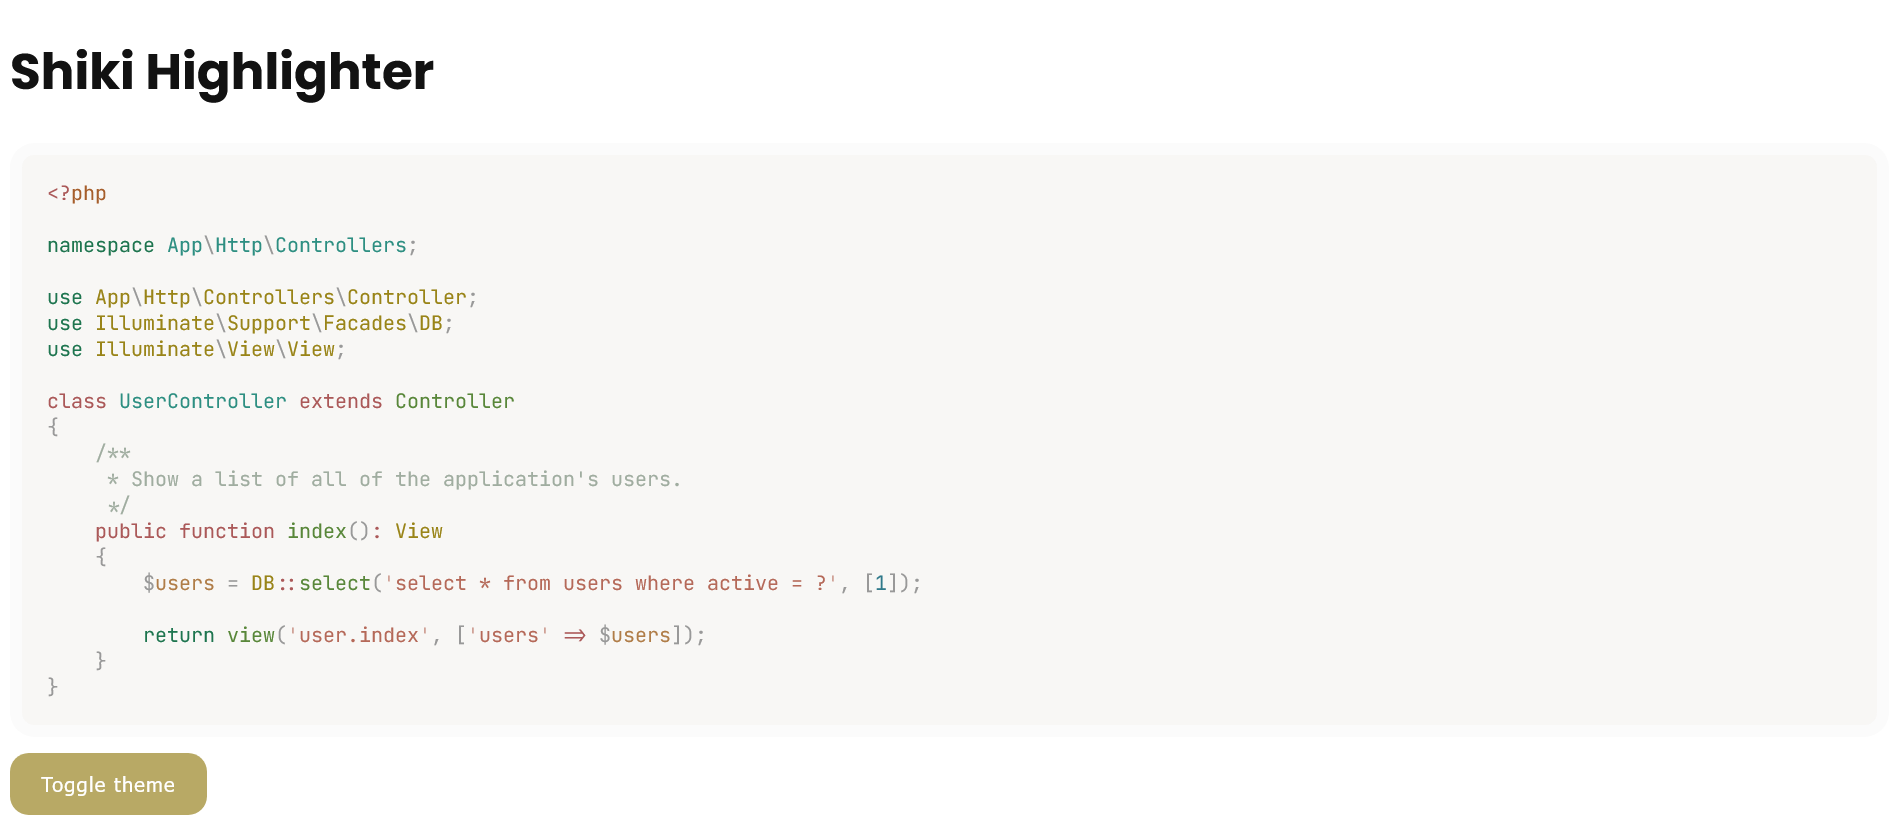 Shiki Highlighter
<?php
namespace App\Http\Controllers;
use App\Http\Controllers\Controller;
use Illuminate\Support\Facades\DB;
use Illuminate\View\View;
class UserController extends Controller
{
    /**
     * Show a list of all of the application's users.
     */
    public function index(): View
    {
        $users = DB::select('select * from users where active = ?', [1]);
        return view('user.index', ['users' => $users]);
    }
}
Toggle theme